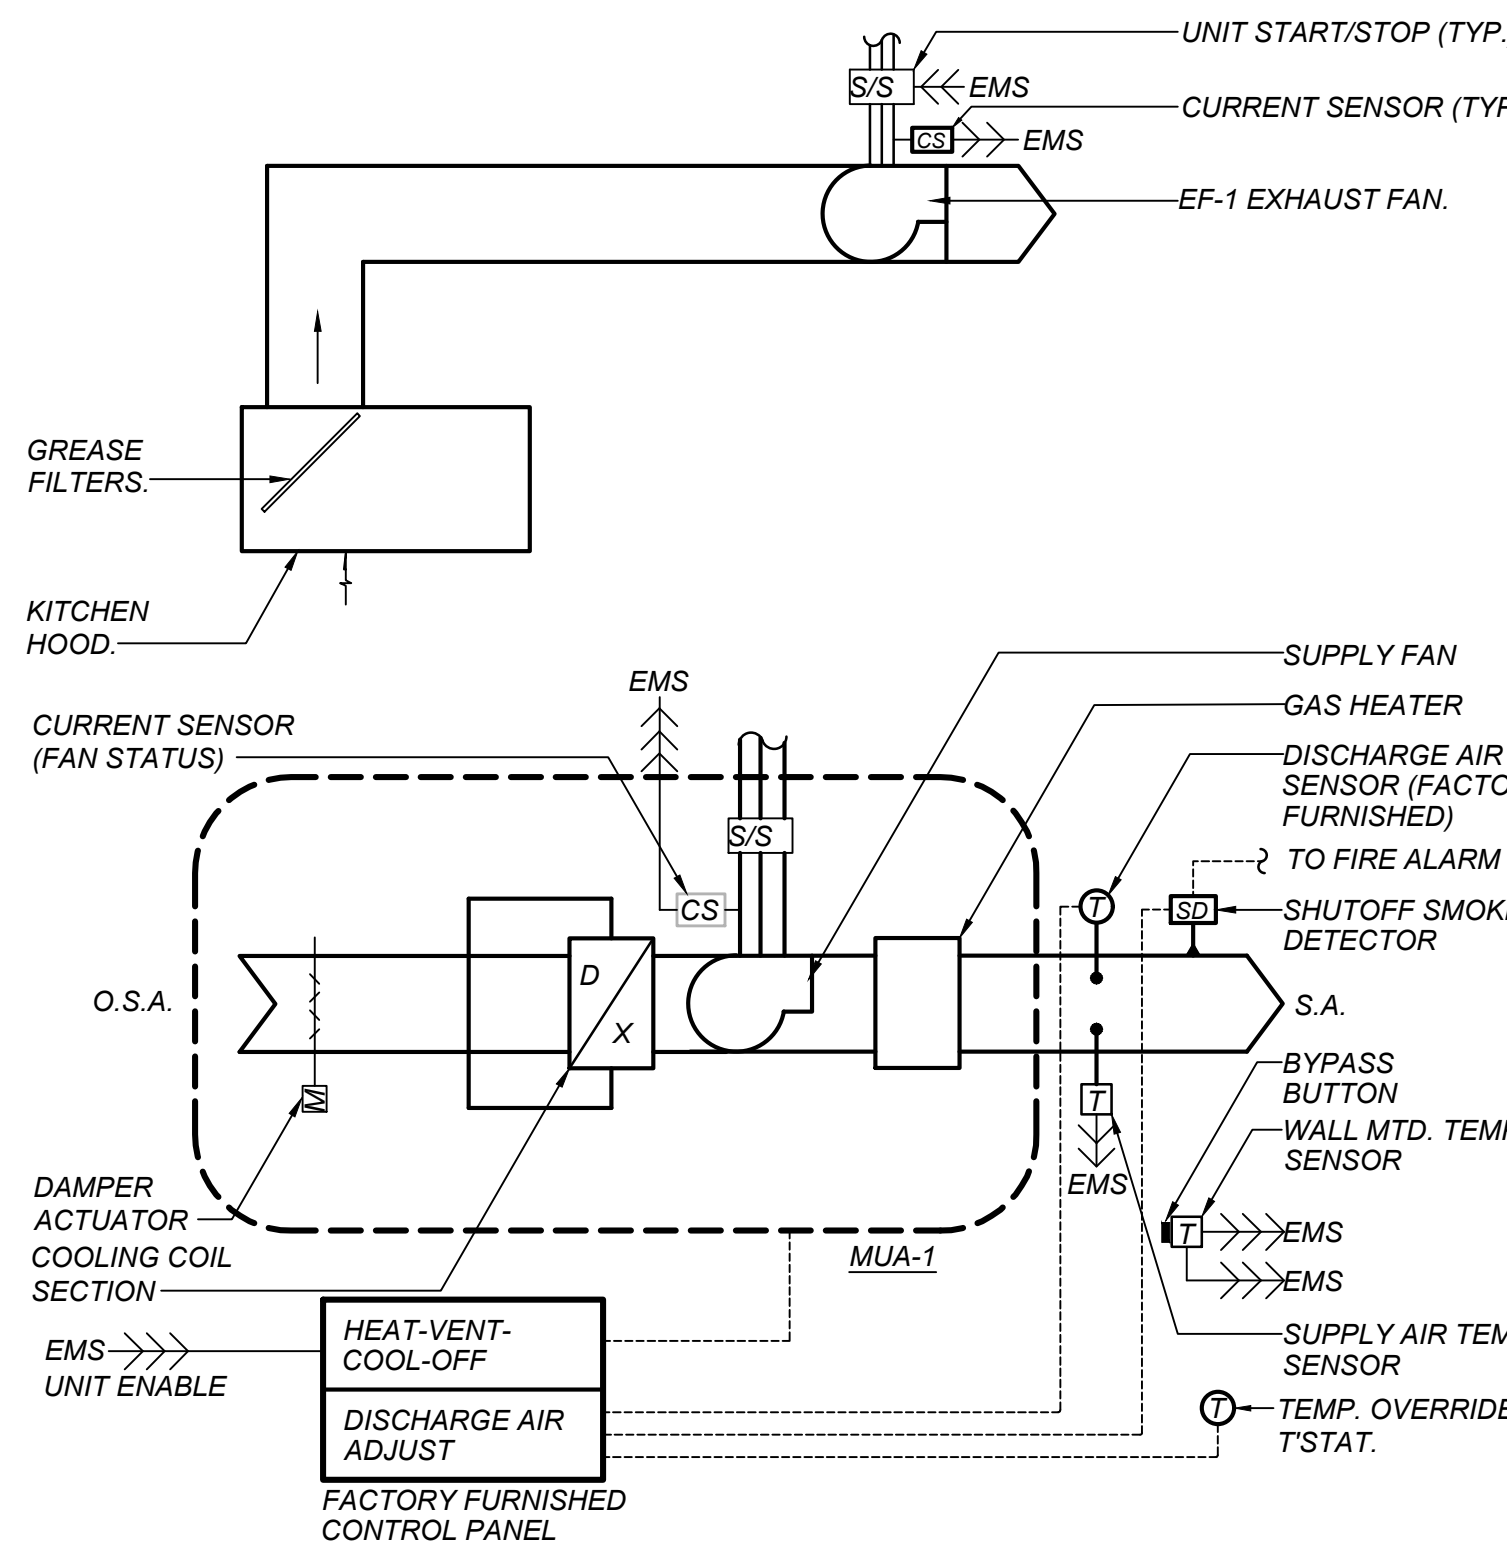 UNIT START/STOP (TYP.
S/S
EMS
CURRENT SENSOR (TYP
CS
EMS
EF-1 EXHAUST FAN.
GREASE
FILTERS.
KITCHEN
HOOD.
SUPPLY FAN
EMS
GAS HEATER
CURRENT SENSOR
(FAN STATUS)
DISCHARGE AIR
SENSOR (FACTO
FURNISHED)
S/S
TO FIRE ALARM
CS
T
SD
SHUTOFF SMOKE
DETECTOR
D
X
O.S.A.
S.A.
M
T
EMS
BYPASS
BUTTON
WALL MTD. TEMP
SENSOR
DAMPER
ACTUATOR
T
EMS
EMS
COOLING COIL
SECTION
MUA-1
HEAT-VENT-
COOL-OFF
EMS
UNIT ENABLE
SUPPLY AIR TEM
SENSOR
DISCHARGE AIR
ADJUST
T
TEMP. OVERRIDE
T'STAT.
FACTORY FURNISHED
CONTROL PANEL